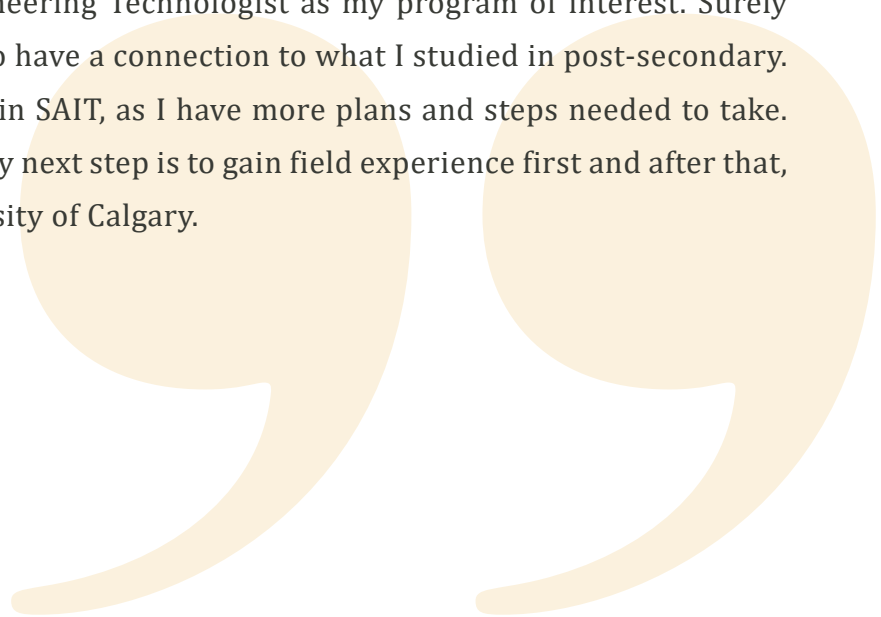 neering Technologist as my program of interest. Surely
have a connection to what I studied in post-secondary.
in SAIT, as I have more plans and steps needed to take.
y next step is to gain field experience first and after that,
sity of Calgary.